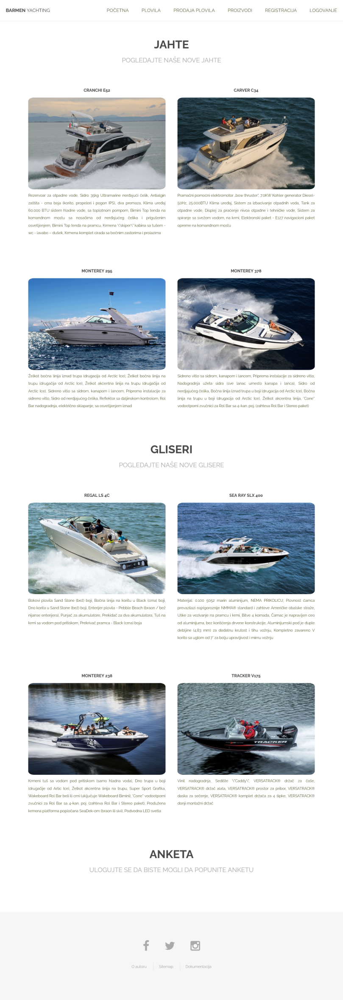 BARMEN YACHTING
POČETNA PLOVILA PRODAJA PLOVILA PROIZVODI REGISTRACIJA LOGOVANJE
JAHTE
POGLEDAJTE NAŠE NOVE JAHTE
CRANCHI E52
Rezervoar za otpadne vode, Sidro 35kg Ultramarine nerđajući čelik, Antialgin
zaštita - crna boja (korito, propeleri i pogon IPS), dva premaza, Klima uređaj
60.000 BTU sistem hladne vode, sa toplotnom pompom, Bimini Top tenda na
komandnom mostu sa nosačima od nerđajućeg čelika i prigušenim
osvetljenjem, Bimini Top tenda na pramcu, Krmena \"skiper\" kabina sa tušem -
wc - lavabo – dušek, Krmena komplet cirada sa bočnim zastorima i prolazima
CARVER C34
Pramačni pomoćni elektromotor „bow thruster", 7.0KW Kohler generator Diesel-
50Hz, 25.000BTU Klima uređaj, Sistem za izbacivanje otpadnih voda, Tank za
otpadne vode, Displej za praćenje nivoa otpadne i tehničke vode, Sistem za
spiranje sa svežom vodom, na krmi, Elektronski paket - E127 navigacioni paket
opreme na komandnom mostu
MONTEREY 295
Želkot bočna linija iznad trupa (drugacija od Arctic Ice), Želkot bočna linija na
trupu (drugačija od Arctic Ice), Želkot akcentna linija na trupu (drugačija od
Arctic Ice), Sidreno vitlo sa sidrom, kanapom i lancem, Priprema instalacije za
sidreno vitlo, Sidro od nerdjajućeg čelika, Reflektor sa daljinskom kontrolom, Rol
Bar nadogradnja, električno sklapanje, sa osvetljenjem iznad
MONTEREY 378
Sidreno vitlo sa sidrom, kanapom i lancem, Priprema instalacije za sidreno vitlo,
Nadogradnja užeta sidra (sve lanac umesto kanapa i lanca), Sidro od
nerdjajućeg čelika, Bočna linija iznad trupa u boji (drugacija od Arctic Ice), Bočna
linija na trupu u boji (drugacija od Arctic Ice), Želkot akcentna linija, 'Cone''
vodootporni zvučnici za Rol Bar sa 4-kan. poj. (zahteva Rol Bar i Stereo paket)
GLISERI
POGLEDAJTE NAŠE NOVE GLISERE
REGAL LS 4C
Bokovi plovila Sand Stone (bež) boji, Bočna linija na koritu u Black (crna) boji,
Dno korita u Sand Stone (bež) boji, Enterijer plovila - Pebble Beach (braon / bež
nijanse enterijera), Punjač za akumulatore, Prekidač za dva akumulatora, Tuš na
krmi sa vodom pod pritiskom, Prekrivač pramca - Black (crna) boja
SEA RAY SLX 400
Materijal: 0.100 5052 marin aluminijum, NEMA PRIKOLICU, Plovnost čamca
prevazilazi najrigoroznije NMMA® standard i zahteve Američke obalske straže,
Uške za vezivanje na pramcu i krmi, Bitve 4 komada, Čamac je napravljen ceo
od aluminijuma, bez korišćenja drvene konstrukcije, Aluminijumski pod je duple
debljine (4,83 mm) za dodatnu krutost i tihu vožnju, Kompletno zavareno V
korito sa uglom od 7° za bolju upravljivost i mirnu vožnju
MONTEREY 238
Krmeni tuš sa vodom pod pritiskom (samo hladna voda), Dno trupa u boji
(drugačije od Artic Ice), Želkot akcentna linija na trupu, Super Sport Grafika,
Wakeboard Rol Bar beli ili crni (uključuje Wakeboard Bimini), 'Cone'' vodootporni
zvučnici za Rol Bar sa 4-kan. poj. (zahteva Rol Bar i Stereo paket), Produžena
krmena platforma popločana SeaDek-om (braon ili sivi), Podvodna LED svetla
TRACKER V175
TRACKER
Vinil nadogradnja, Sedište \"Caddy\", VERSATRACK® držač za čaše,
VERSATRACK® držač alata, VERSATRACK® prostor za pribor, VERSATRACK®
daska za sečenje, VERSATRACK® komplet držača za 4 šipke, VERSATRACK®
donji montažni držač
ANKETA
ULOGUJTE SE DA BISTE MOGLI DA POPUNITE ANKETU
O autoru Sitemap Dokumentacija